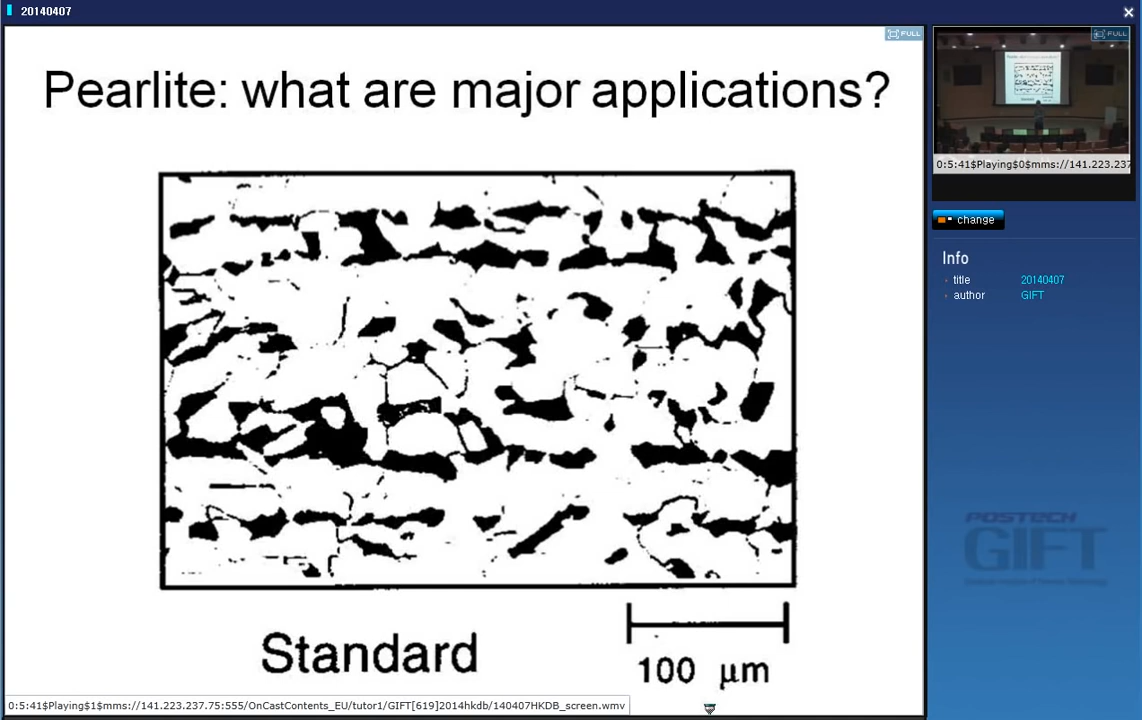 20140407
FULL
Pearlite: what are major applications?
Standard
100 µm
0:5:41$Playing$1$mms://141.223.237.75:555/OnCastContents_EU/tutor1/GIFT[619]2014hkdb/140407HKDB_screen.wmv
FULL
0:5:41$Playing$0$mms://141.223.237
change
Info
title 20140407
author GIFT
POSTECH
GIFT